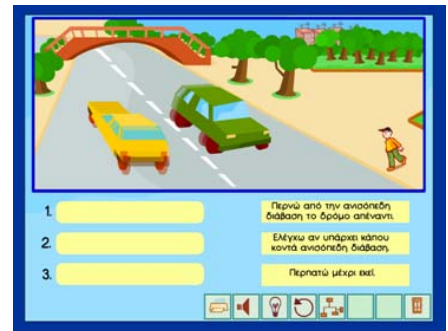 1.
2.
3.
Περνώ από την ανισόπεδη
διάβαση το δρόμο απέναντι.
Ελέγχω αν υπάρχει κάπου
κοντά ανισόπεδη διάβαση.
Περπατώ μέχρι εκεί.